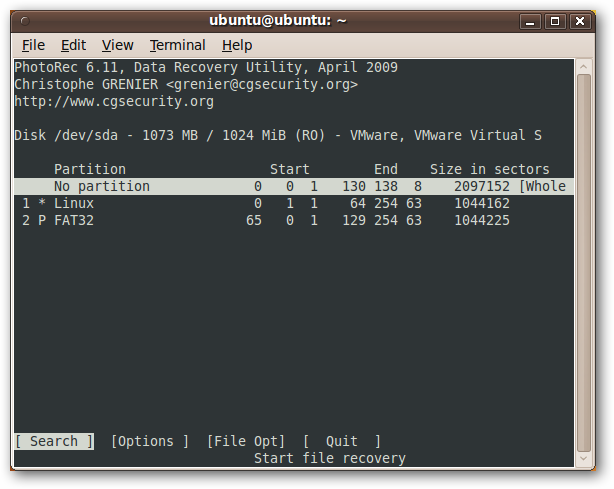 ubuntu@ubuntu: ~
File Edit View Terminal Help
PhotoRec 6.11, Data Recovery Utility, April 2009
Christophe GRENIER <grenier@cgsecurity.org>
http://www.cgsecurity.org
Disk /dev/sda - 1073 MB / 1024 MiB (RO) - VMware, VMware Virtual S
Partition Start End Size in sectors
No partition 0 0 1 130 138 8 2097152 [Whole
1 * Linux 0 1 1 64 254 63 1044162
2 P FAT32 65 0 1 129 254 63 1044225
[ Search ] [Options ] [File Opt] [ Quit ]
Start file recovery